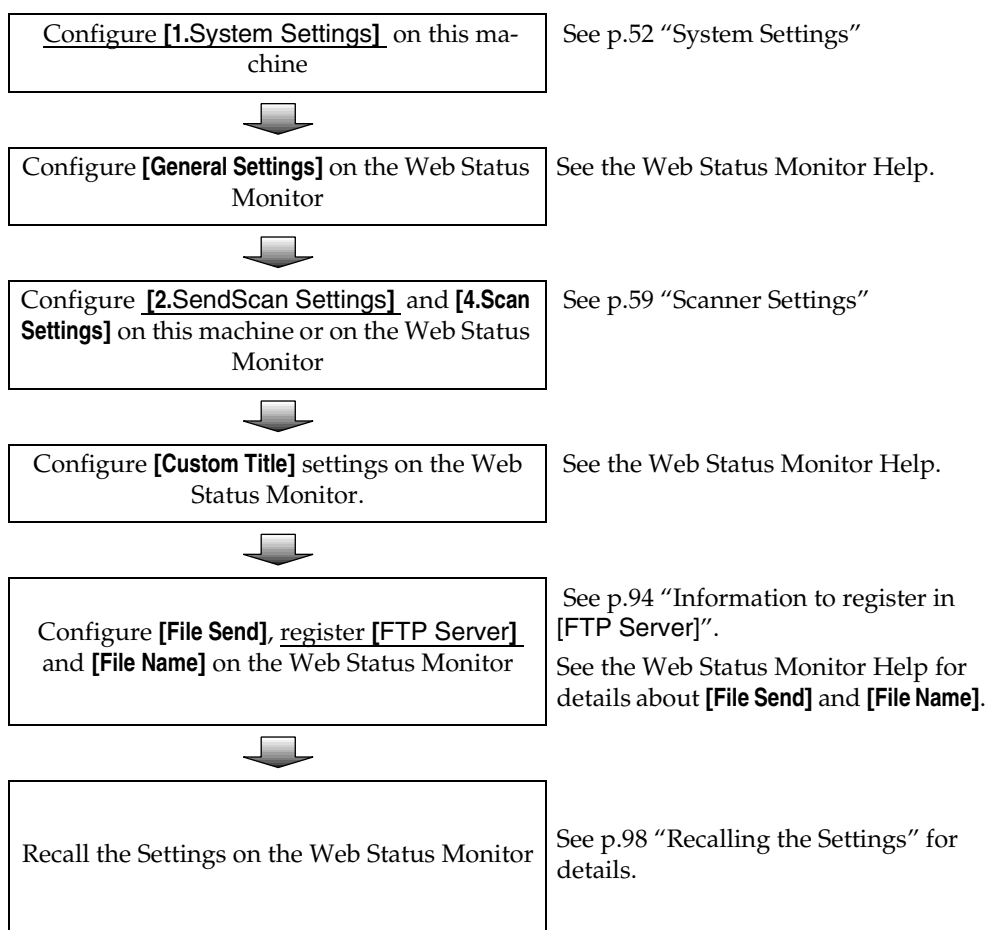 Configure [1.System Settings] on this ma-
chine
See p.52 “System Settings”
Configure [General Settings] on the Web Status
Monitor
See the Web Status Monitor Help.
Configure [2.SendScan Settings] and [4.Scan
Settings] on this machine or on the Web Status
Monitor
See p.59 “Scanner Settings”
Configure [Custom Title] settings on the Web
Status Monitor.
See the Web Status Monitor Help.
Configure [File Send], register [FTP Server]
and [File Name] on the Web Status Monitor
See p.94 “Information to register in
[FTP Server]”.
See the Web Status Monitor Help for
details about [File Send] and [File Name].
Recall the Settings on the Web Status Monitor
See p.98 “Recalling the Settings” for
details.